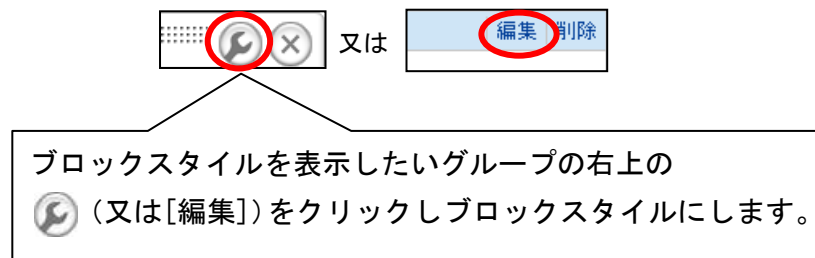 又は
編集 削除
ブロックスタイルを表示したいグループの右上の
(又は[編集])をクリックしブロックスタイルにします。